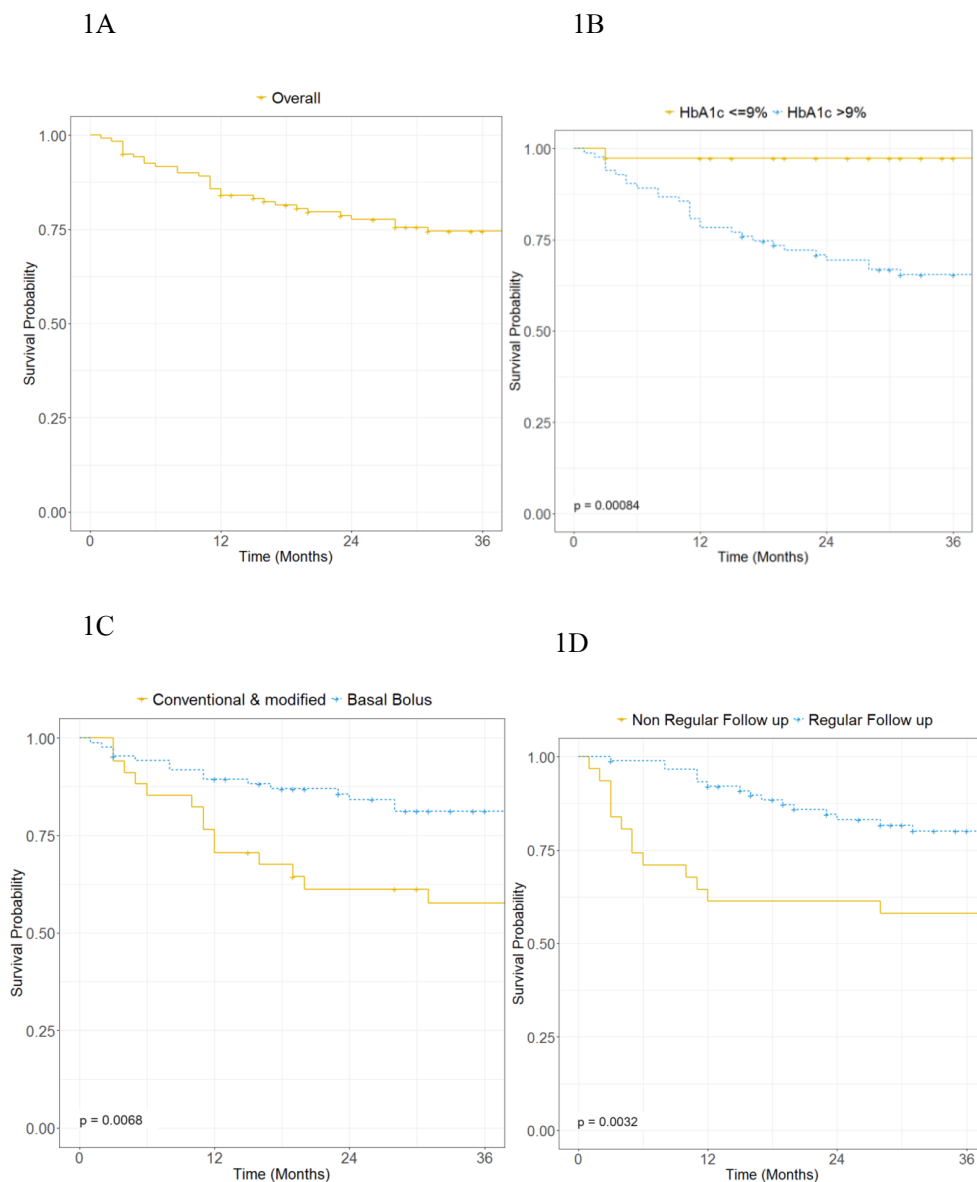 1A
1B
Overall
HbA1c <=9% HbA1c >9%
1.00
0.75
0.50
0.25
0.00
Survival Probability
0 12 24 36
Time (Months)
1.00
0.75
0.50
0.25
0.00
Survival Probability
p = 0.00084
0 12 24 36
Time (Months)
1C
1D
Conventional & modified Basal Bolus
Non Regular Follow up Regular Follow up
1.00
0.75
0.50
0.25
0.00
Survival Probability
p = 0.0068
0 12 24 36
Time (Months)
1.00
0.75
0.50
0.25
0.00
Survival Probability
p = 0.0032
0 12 24 36
Time (Months)